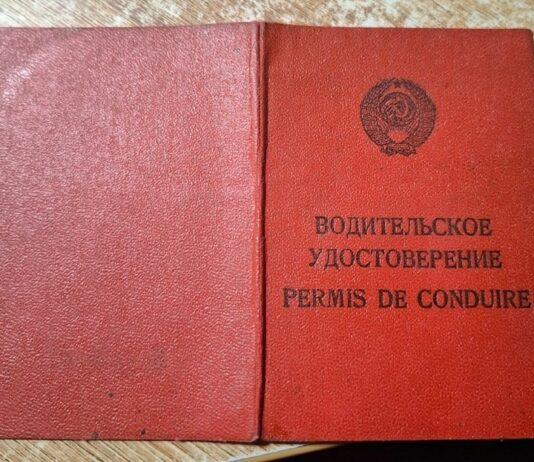 ВОДИТЕЛЬСКОЕ
УДОСТОВЕРЕНИЕ
PERMIS DE CONDUIRE